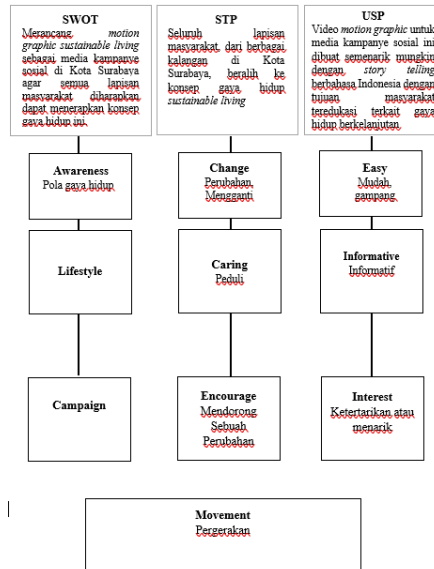 SWOT
Merancang motion
graphic sustainable living
sebagai media kampanye
sosial di Kota Surabaya
agar semua lapisan
masyarakat diharapkan
dapat menerapkan konsep
gaya hidup ini.
STP
Seluruh lapisan
masyarakat, dari berbagai
kalangan di Kota
Surabaya, beralih ke
konsep gaya hidup
sustainable living
USP
Video motion graphic untuk
media kampanye sosial ini
dibuat semenarik mungkin
dengan story telling
berbahasa Indonesia dengan
tujuan masyarakat
teredukasi terkait gaya
hidup berkelanjutan.
Awareness
Pola gaya hidup
Change
Perubahan,
Mengganti
Easy
Mudah,
gampang
Lifestyle
Caring
Peduli
Informative
Informatif
Campaign
Encourage
Mendorong
Sebuah
Perubahan
Interest
Ketertarikan atau
menarik
Movement
Pergerakan